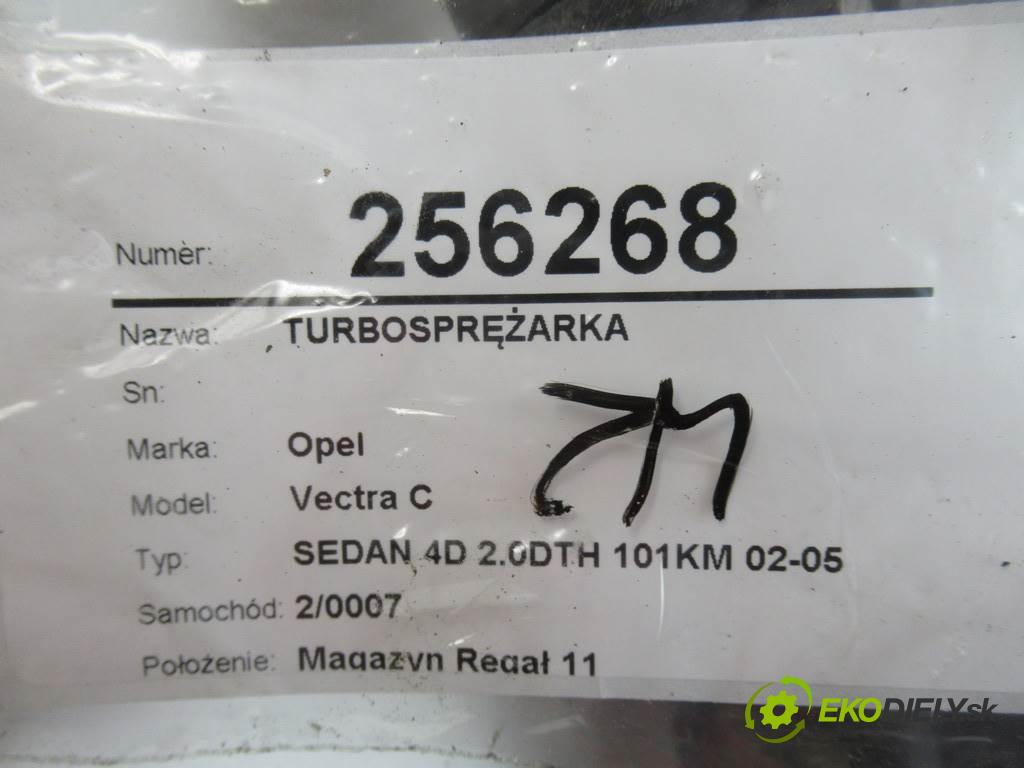 Numèr: 256268
Nazwa: TURBOSPRĘŻARKA
Sn:
Marka: Opel
Model: Vectra C
Typ: SEDAN 4D 2.0DTH 101KM 02-05
Samochód: 2/0007
Położenie: Magazyn Regał 11
EKODIELY.sk